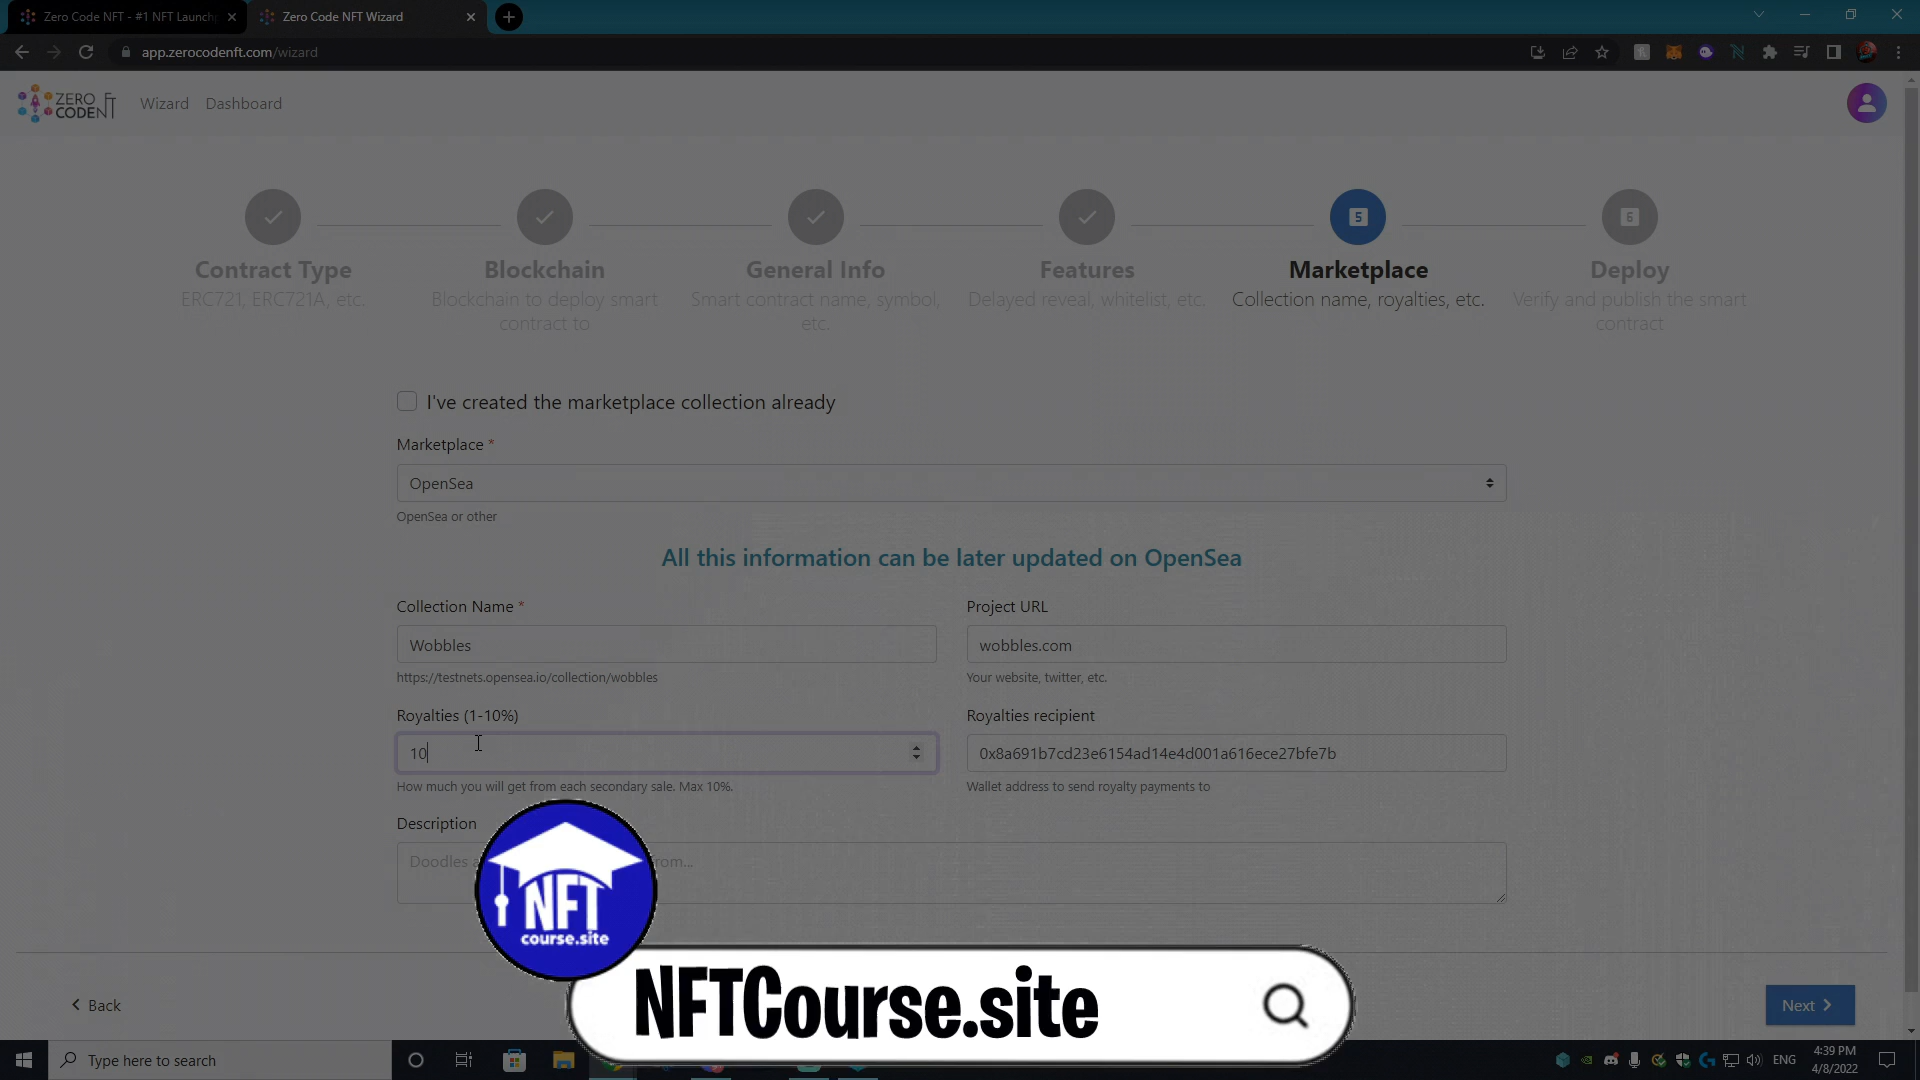 Zero Code NFT - #1 NFT Launchp
Zero Code NFT Wizard
app.zerocodenft.com/wizard
ZERO
CODENFT
Wizard
Dashboard
5
6
Contract Type
ERC721, ERC721A, etc.
Blockchain
Blockchain to deploy smart
contract to
General Info
Smart contract name, symbol,
etc.
Features
Delayed reveal, whitelist, etc.
Marketplace
Collection name, royalties, etc.
Deploy
Verify and publish the smart
contract
I've created the marketplace collection already
Marketplace *
OpenSea
OpenSea or other
All this information can be later updated on OpenSea
Collection Name *
Wobbles
https://testnets.opensea.io/collection/wobbles
Project URL
wobbles.com
Your website, twitter, etc.
Royalties (1-10%)
10
How much you will get from each secondary sale. Max 10%.
Royalties recipient
0x8a691b7cd23e6154ad14e4d001a616ece27bfe7b
Wallet address to send royalty payments to
Description
Doodles
om...
NFT
course.site
NFTCourse.site
Back
Next
Type here to search
ENG
4:39 PM
4/8/2022